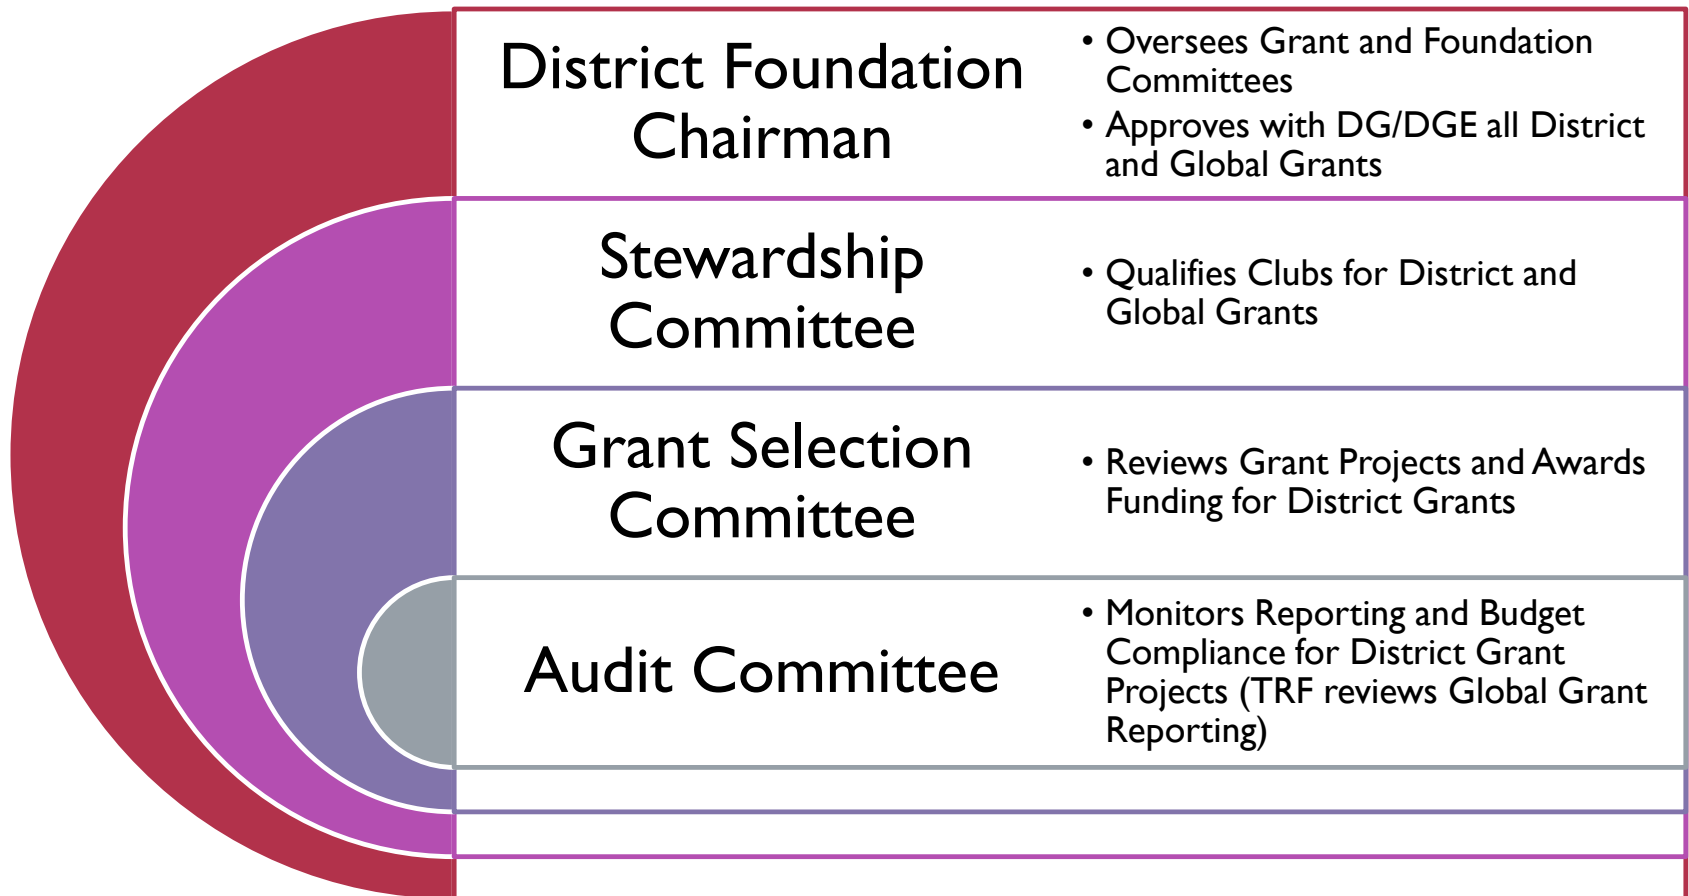 District Foundation
Chairman
• Oversees Grant and Foundation
Committees
• Approves with DG/DGE all District
and Global Grants
Stewardship
Committee
• Qualifies Clubs for District and
Global Grants
Grant Selection
Committee
• Reviews Grant Projects and Awards
Funding for District Grants
Audit Committee
• Monitors Reporting and Budget
Compliance for District Grant
Projects (TRF reviews Global Grant
Reporting)